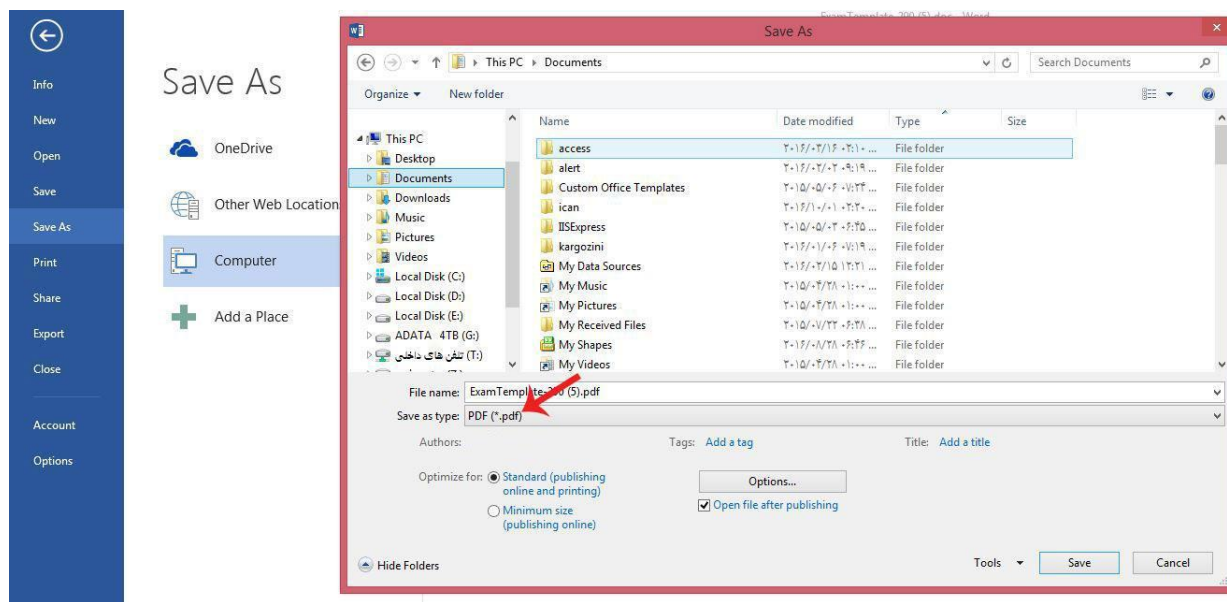 ExamTemplate-290 (5).doc - Word
Save As
Info
New
Open
Save
Save As
Print
Share
Export
Close
Account
Options
Save As
OneDrive
Other Web Location
Computer
Add a Place
This PC Documents
Search Documents
Organize New folder
This PC
Desktop
Documents
Downloads
Music
Pictures
Videos
Local Disk (C:)
Local Disk (D:)
Local Disk (E:)
ADATA 4TB (G:)
تلفن های داخلی (T:)
Name Date modified Type Size
access File folder
alert File folder
Custom Office Templates File folder
ican File folder
IISExpress File folder
kargozini File folder
My Data Sources File folder
My Music File folder
My Pictures File folder
My Received Files File folder
My Shapes File folder
My Videos File folder
File name: (5).pdf
Save as type: PDF (*.pdf)
Authors: Tags: Add a tag Title: Add a title
Optimize for: Standard (publishing
online and printing)
Minimum size
(publishing online)
Options...
Open file after publishing
Hide Folders
Tools Save Cancel